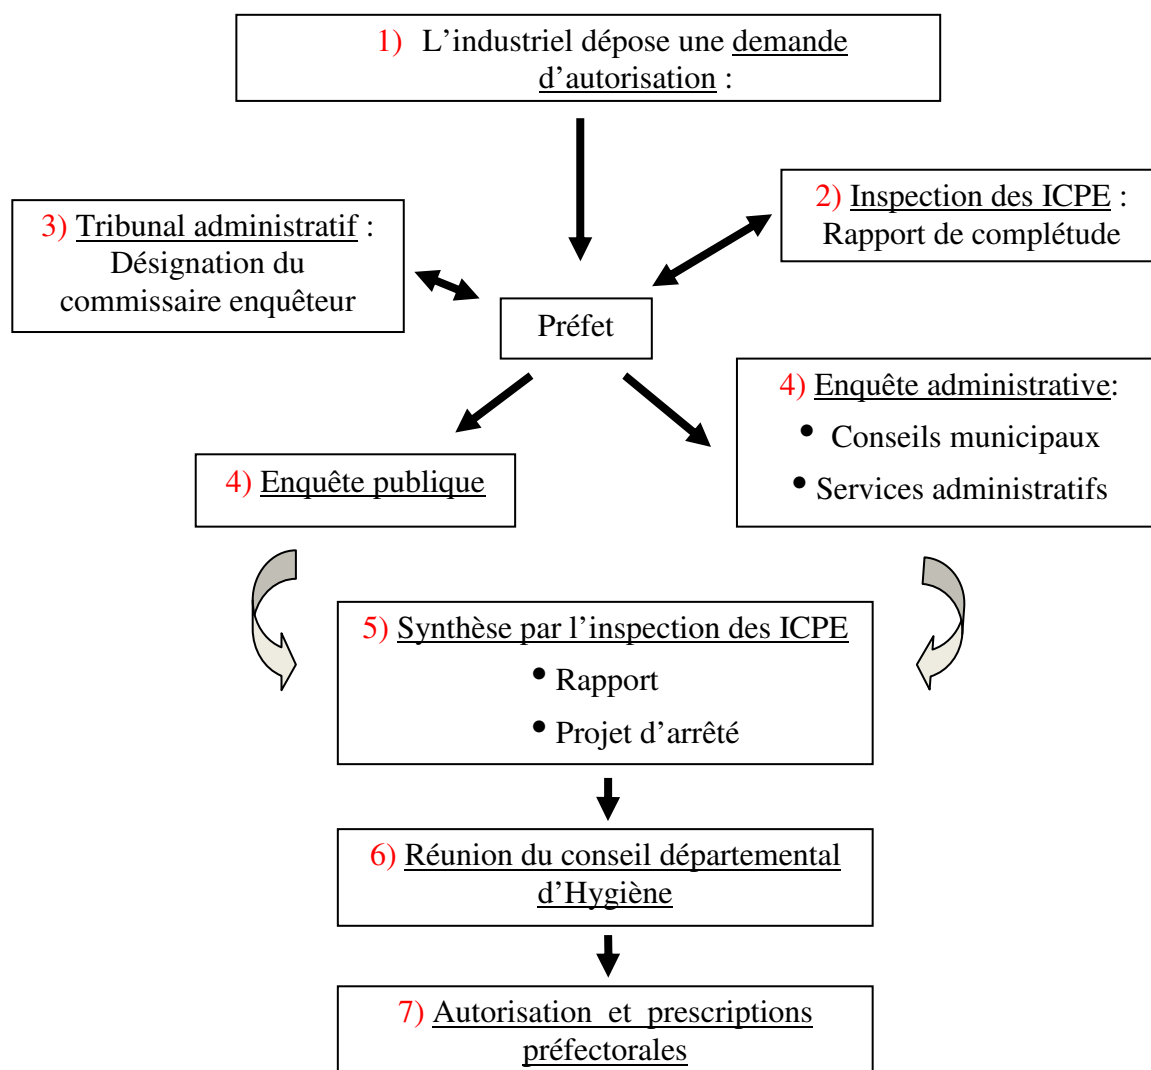 1) L’industriel dépose une demande
d’autorisation :
2) Inspection des ICPE :
Rapport de complétude
3) Tribunal administratif :
Désignation du
commissaire enquêteur
Préfet
4) Enquête publique
4) Enquête administrative:
• Conseils municipaux
• Services administratifs
5) Synthèse par l’inspection des ICPE
• Rapport
• Projet d’arrêté
6) Réunion du conseil départemental
d’Hygiène
7) Autorisation et prescriptions
préfectorales